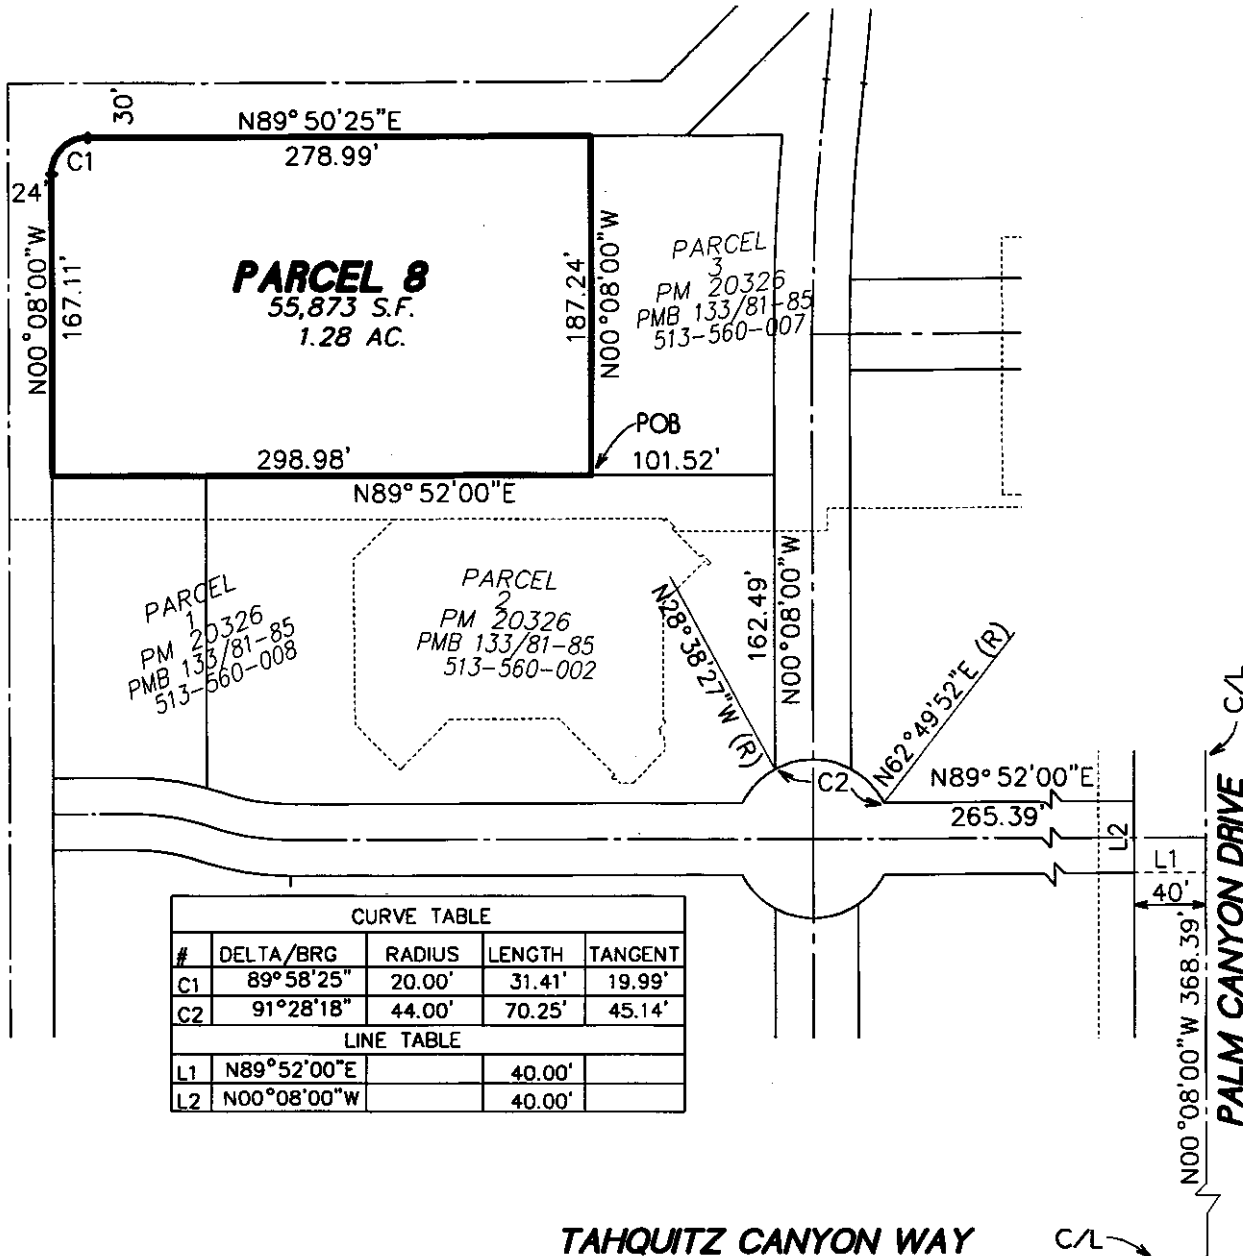 30'
N89°50'25"E
278.99'
C1
24'
N00°08'00"W
167.11'
PARCEL 8
55,873 S.F.
1.28 AC.
187.24'
N00°08'00"W
PARCEL
3
PM 20326
PMB 133/81-85
513-560-007
POB
298.98'
101.52'
N89°52'00"E
PARCEL
1
PM 20326
PMB 133/81-85
513-560-008
PARCEL
2
PM 20326
PMB 133/81-85
513-560-002
N28°38'27"W (R)
162.49'
N00°08'00"W
N62°49'52"E (R)
C2
N89°52'00"E
265.39'
L2
L1
40'
C/L
PALM CANYON DRIVE
N00°08'00"W 368.39'
CURVE TABLE
# DELTA/BRG RADIUS LENGTH TANGENT
C1 89°58'25" 20.00' 31.41' 19.99'
C2 91°28'18" 44.00' 70.25' 45.14'
LINE TABLE
L1 N89°52'00"E 40.00'
L2 N00°08'00"W 40.00'
TAHQUITZ CANYON WAY
C/L